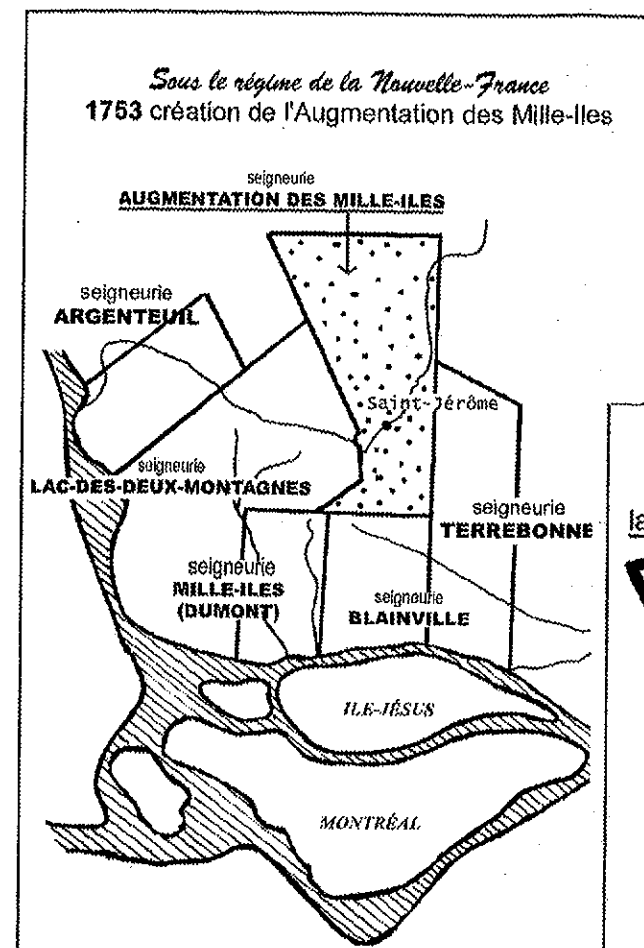 Sous le régime de la Nouvelle-France
1753 création de l'Augmentation des Mille-Iles
seigneurie
AUGMENTATION DES MILLE-ILES
seigneurie
ARGENTEUIL
Saint-Jérôme
seigneurie
LAC-DES-DEUX-MONTAGNES
seigneurie
TERREBONNE
seigneurie
MILLE-ILES
(DUMONT)
seigneurie
BLAINVILLE
ILE-JÉSUS
MONTRÉAL